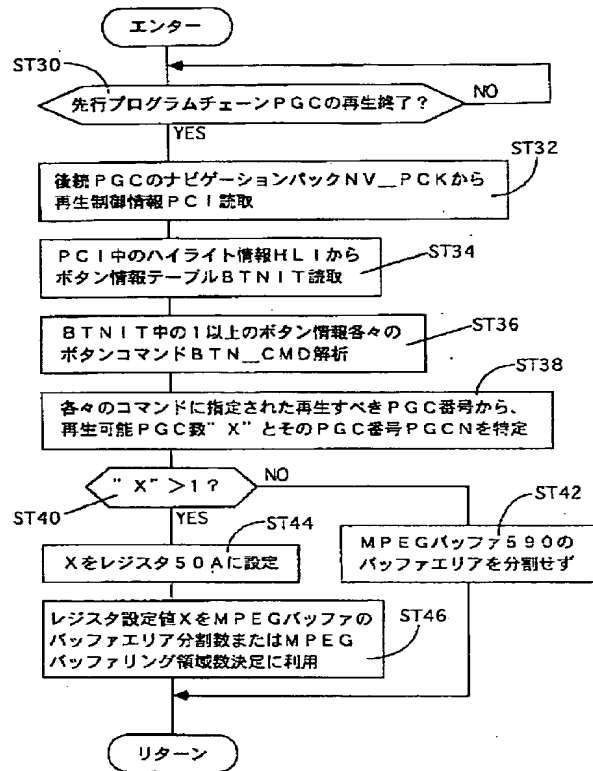 エンター
ST30
先行プログラムチェーンPGCの再生終了?
NO
YES
ST32
後続PGCのナビゲーションパックNV__PCKから
再生制御情報PCI読取
ST34
PCI中のハイライト情報HLIから
ボタン情報テーブルBTNIT読取
ST36
BTNIT中の1以上のボタン情報各々の
ボタンコマンドBTN__CMD解析
ST38
各々のコマンドに指定された再生すべきPGC番号から、
再生可能PGC数"X"とそのPGC番号PGCNを特定
"X">1?
NO
ST40
YES
ST42
ST44
MPEGバッファ590の
バッファエリアを分割せず
Xをレジスタ50Aに設定
レジスタ設定値XをMPEGバッファの
バッファエリア分割数またはMPEG
バッファリング領域数決定に利用
ST46
リターン